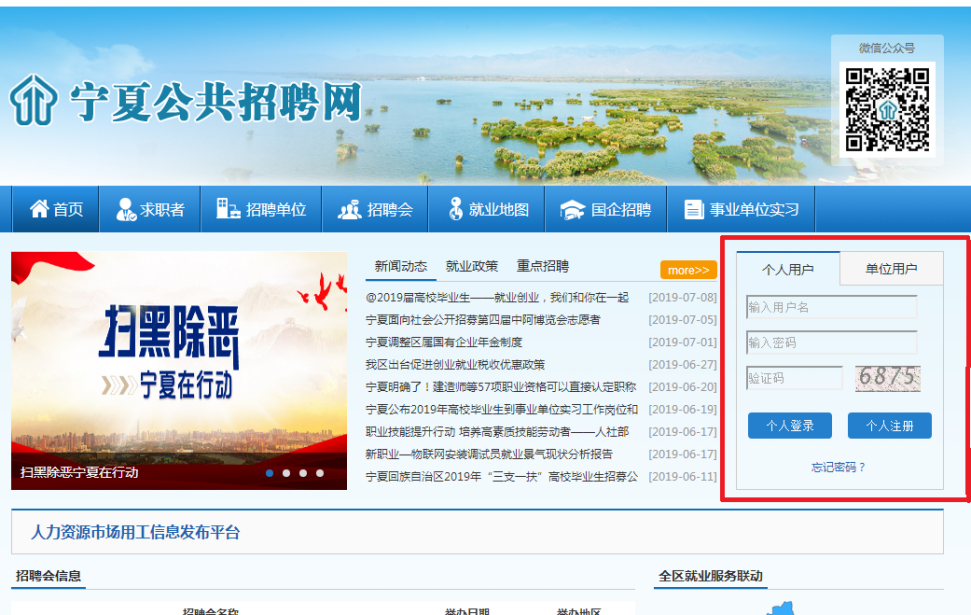 微信公众号
宁夏公共招聘网
首页
求职者
招聘单位
招聘会
就业地图
国企招聘
事业单位实习
扫黑除恶
宁夏在行动
扫黑除恶宁夏在行动
新闻动态 就业政策 重点招聘 more>>
@2019届高校毕业生——就业创业，我们和你在一起 [2019-07-08]
宁夏面向社会公开招募第四届中阿博览会志愿者 [2019-07-05]
宁夏调整区属国有企业年金制度 [2019-07-01]
我区出台促进创业就业税收优惠政策 [2019-06-27]
宁夏明确了！建造师等57项职业资格可以直接认定职称 [2019-06-20]
宁夏公布2019年高校毕业生到事业单位实习工作岗位和 [2019-06-19]
职业技能提升行动 培养高素质技能劳动者——人社部 [2019-06-17]
新职业—物联网安装调试员就业景气现状分析报告 [2019-06-17]
宁夏回族自治区2019年“三支一扶”高校毕业生招募公 [2019-06-11]
个人用户 单位用户
输入用户名
输入密码
验证码 6875
个人登录 个人注册
忘记密码？
人力资源市场用工信息发布平台
招聘会信息
全区就业服务联动
招聘会名称 举办日期 举办地区